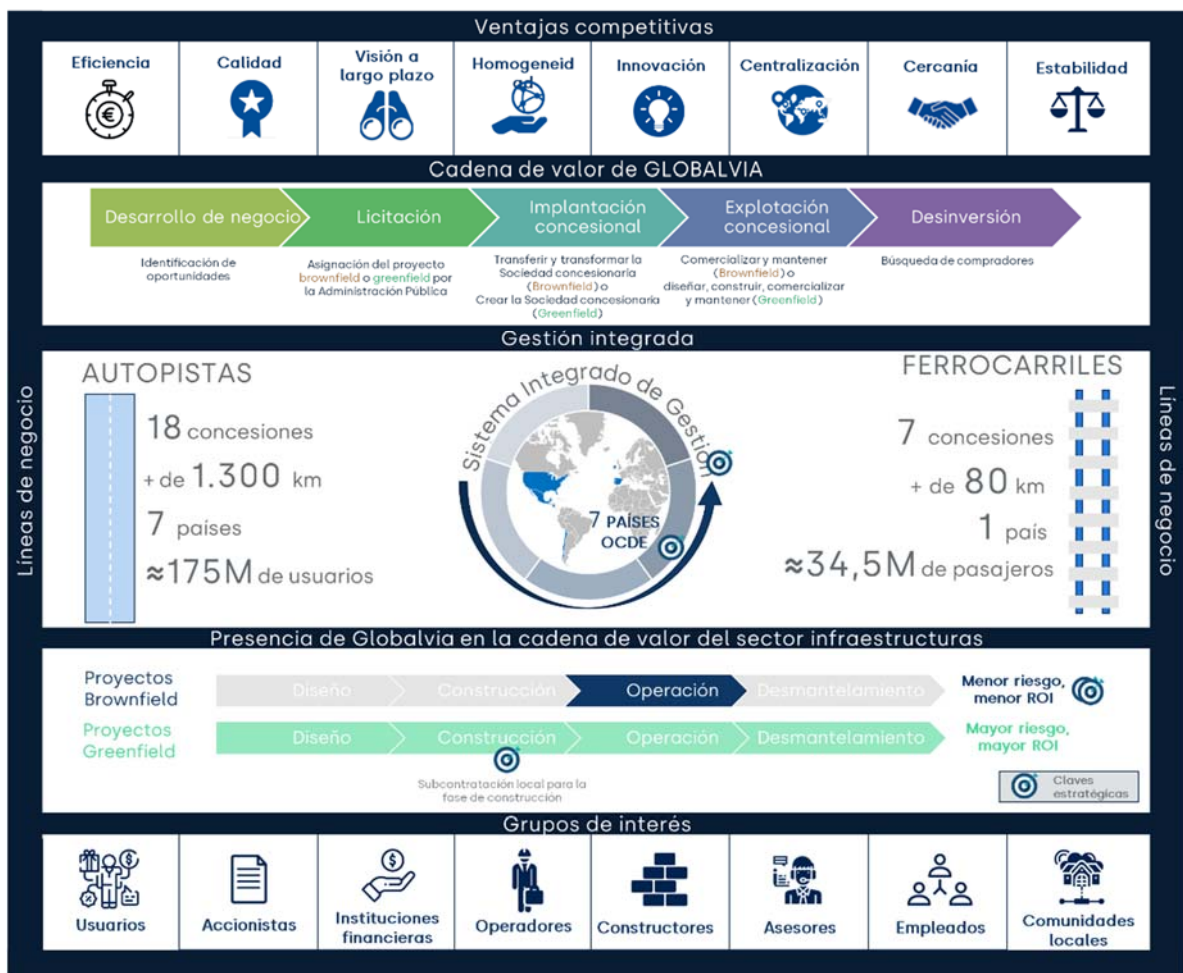 Ventajas competitivas
Eficiencia
Calidad
Visión a
largo plazo
Homogeneid
Innovación
Centralización
Cercanía
Estabilidad
Cadena de valor de GLOBALVIA
Desarrollo de negocio
Licitación
Implantación
concesional
Explotación
concesional
Desinversión
Identificación de
oportunidades
Asignación del proyecto
brownfield o greenfield por
la Administración Pública
Transferir y transformar la
Sociedad concesionaría
(Brownfield) o
Crear la Sociedad concesionaría
(Greenfield)
Comercializar y mantener
(Brownfield) o
diseñar, construir, comercializar
y mantener (Greenfield)
Búsqueda de compradores
Gestión integrada
Líneas de negocio
AUTOPISTAS
18 concesiones
+ de 1.300 km
7 países
≈175M de usuarios
Sistema Integrado de Gestión
7 PAÍSES
OCDE
FERROCARRILES
7 concesiones
+ de 80 km
1 país
≈34,5M de pasajeros
Líneas de negocio
Presencia de Globalvia en la cadena de valor del sector infraestructuras
Proyectos
Brownfield
Diseño
Construcción
Operación
Desmantelamiento
Menor riesgo,
menor ROI
Proyectos
Greenfield
Diseño
Construcción
Operación
Desmantelamiento
Mayor riesgo,
mayor ROI
Subcontratación local para la
fase de construcción
Claves
estratégicas
Grupos de interés
Usuarios
Accionistas
Instituciones
financieras
Operadores
Constructores
Asesores
Empleados
Comunidades
locales